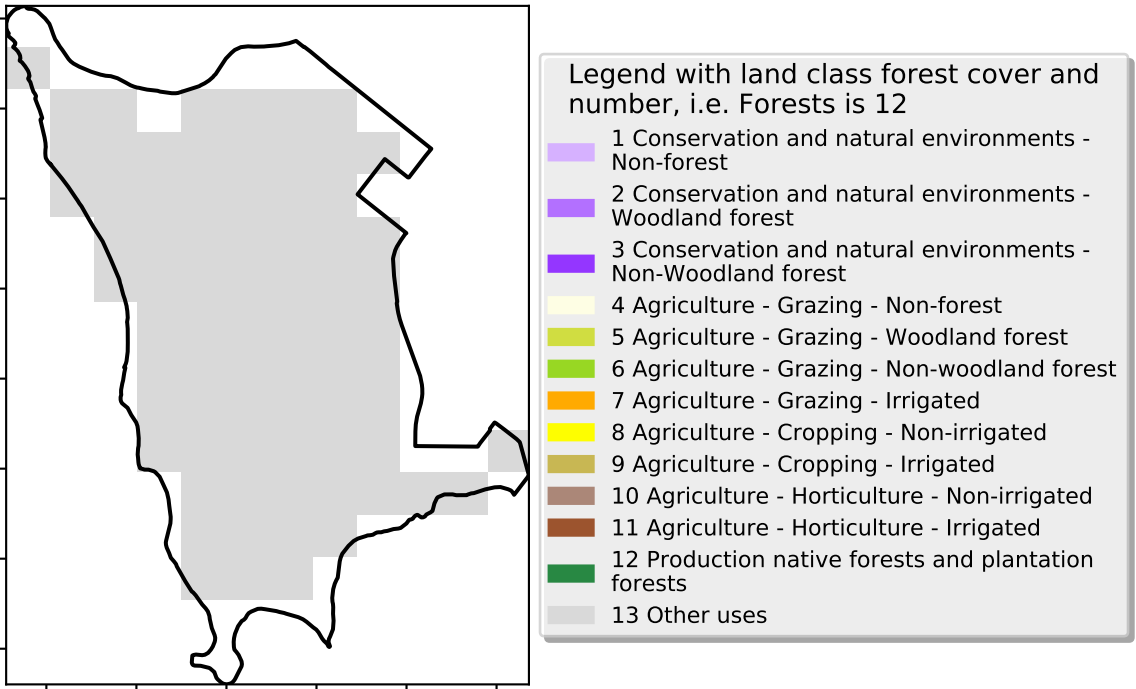 Legend with land class forest cover and
number, i.e. Forests is 12
1 Conservation and natural environments -
Non-forest
2 Conservation and natural environments -
Woodland forest
3 Conservation and natural environments -
Non-Woodland forest
4 Agriculture - Grazing - Non-forest
5 Agriculture - Grazing - Woodland forest
6 Agriculture - Grazing - Non-woodland forest
7 Agriculture - Grazing - Irrigated
8 Agriculture - Cropping - Non-irrigated
9 Agriculture - Cropping - Irrigated
10 Agriculture - Horticulture - Non-irrigated
11 Agriculture - Horticulture - Irrigated
12 Production native forests and plantation
forests
13 Other uses